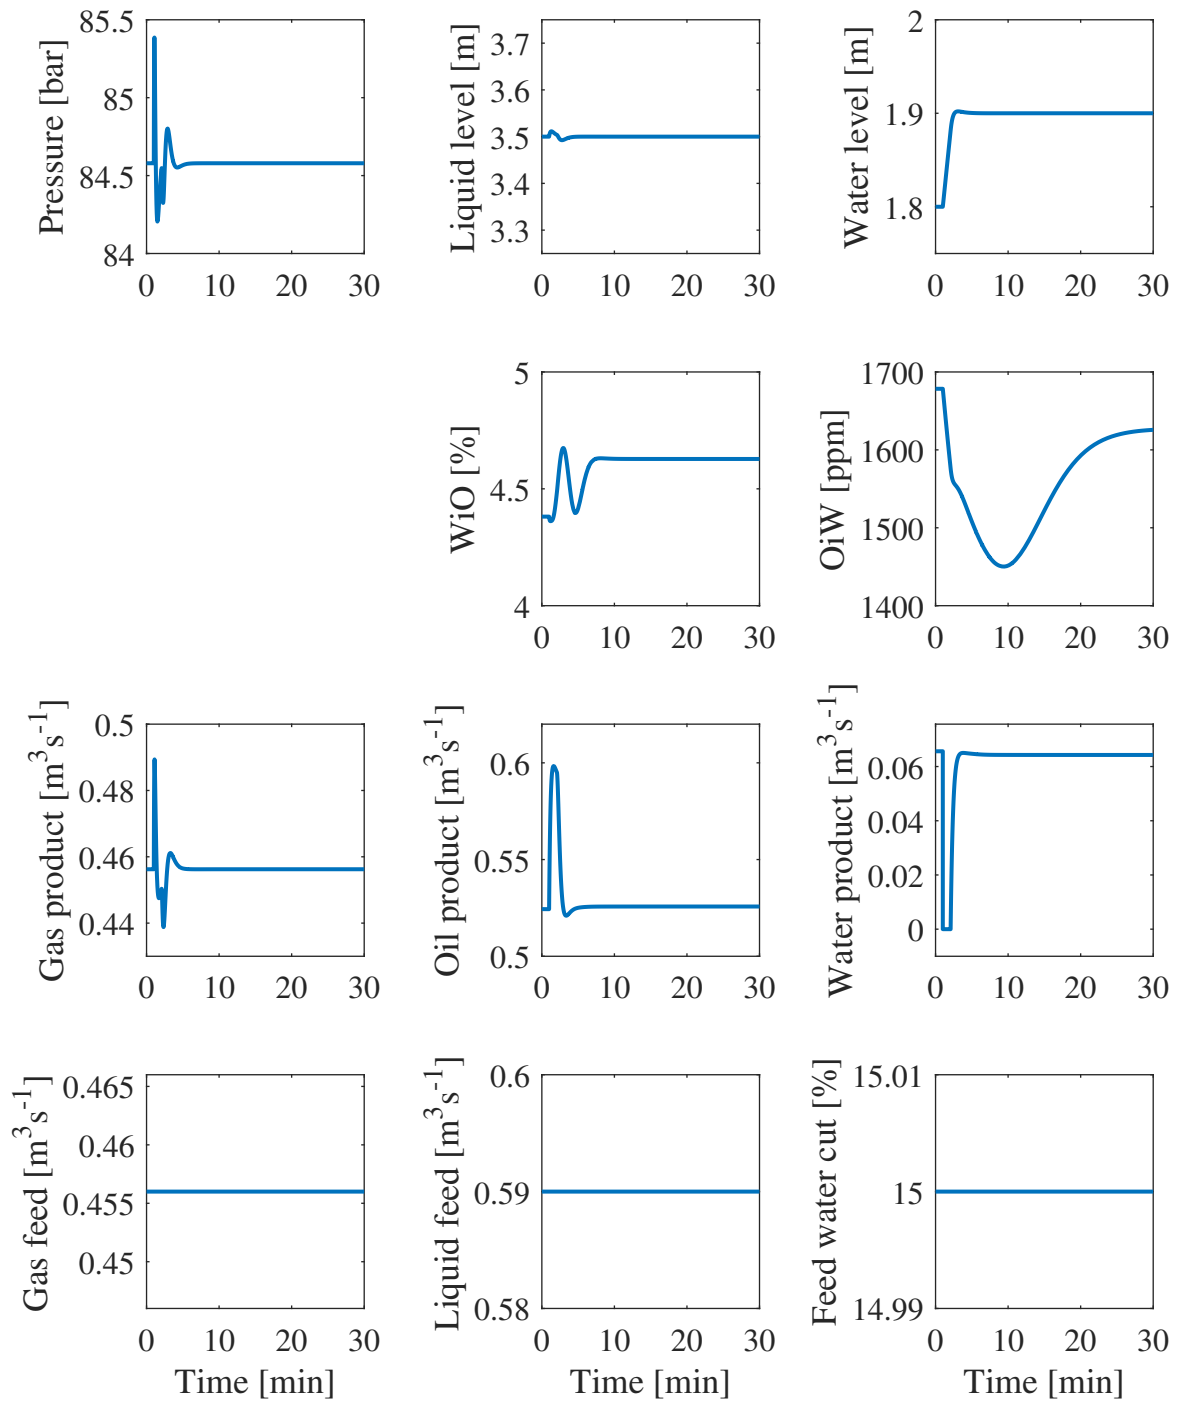 Pressure [bar]
85.5
85
84.5
84
0 10 20 30
Liquid level [m]
3.7
3.6
3.5
3.4
3.3
0 10 20 30
Water level [m]
2
1.9
1.8
0 10 20 30
WiO [%]
5
4.5
4
0 10 20 30
OiW [ppm]
1700
1600
1500
1400
0 10 20 30
Gas product [m³s⁻¹]
0.5
0.48
0.46
0.44
0 10 20 30
Oil product [m³s⁻¹]
0.6
0.55
0.5
0 10 20 30
Water product [m³s⁻¹]
0.06
0.04
0.02
0
0 10 20 30
Gas feed [m³s⁻¹]
0.465
0.46
0.455
0.45
0 10 20 30
Time [min]
Liquid feed [m³s⁻¹]
0.6
0.59
0.58
0 10 20 30
Time [min]
Feed water cut [%]
15.01
15
14.99
0 10 20 30
Time [min]